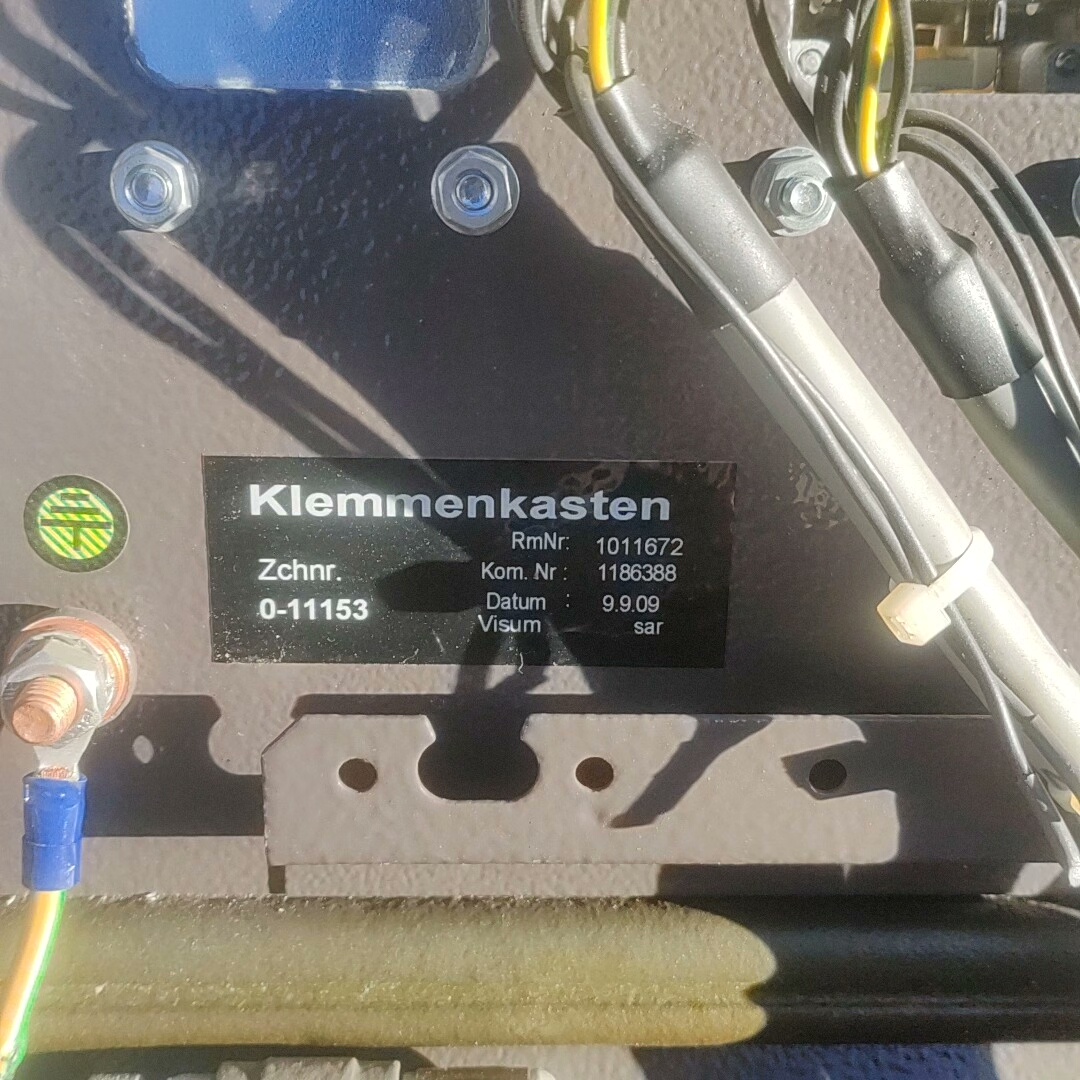 Klemmenkasten
RmNr: 1011672
Zchnr. Kom. Nr : 1186388
0-11153 Datum : 9.9.09
Visum sar